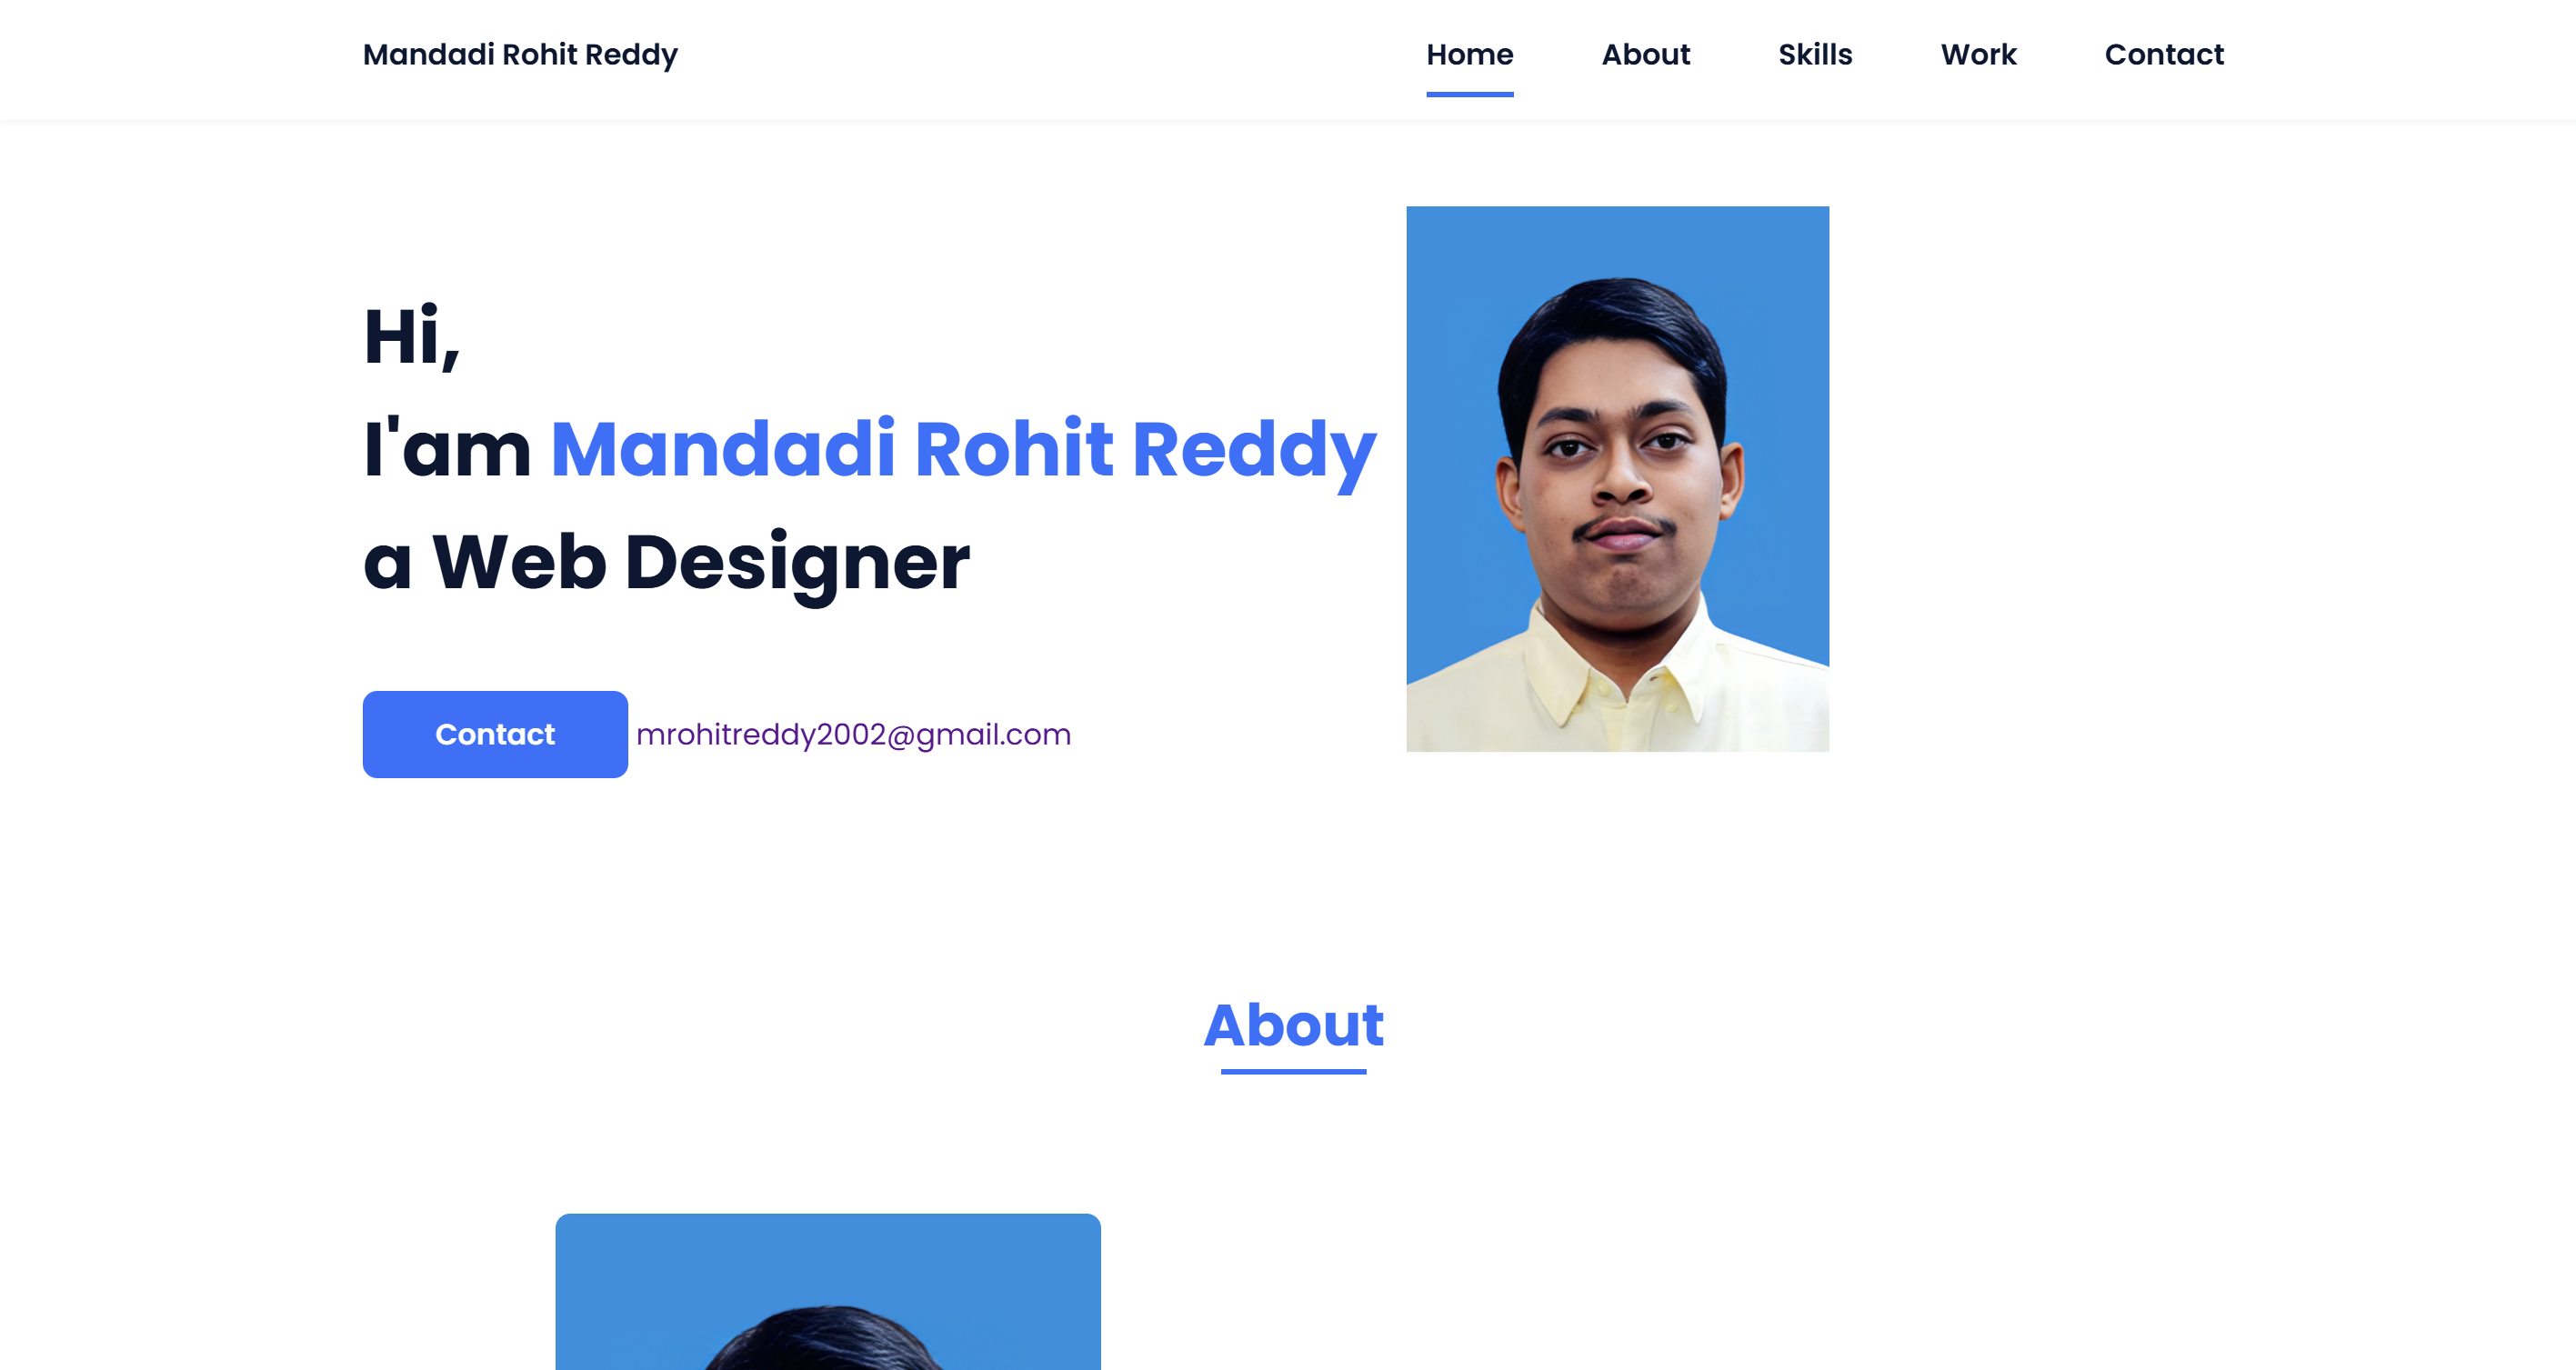 Mandadi Rohit Reddy
Home About Skills Work Contact
Hi,
I'am Mandadi Rohit Reddy
a Web Designer
Contact mrohitreddy2002@gmail.com
About